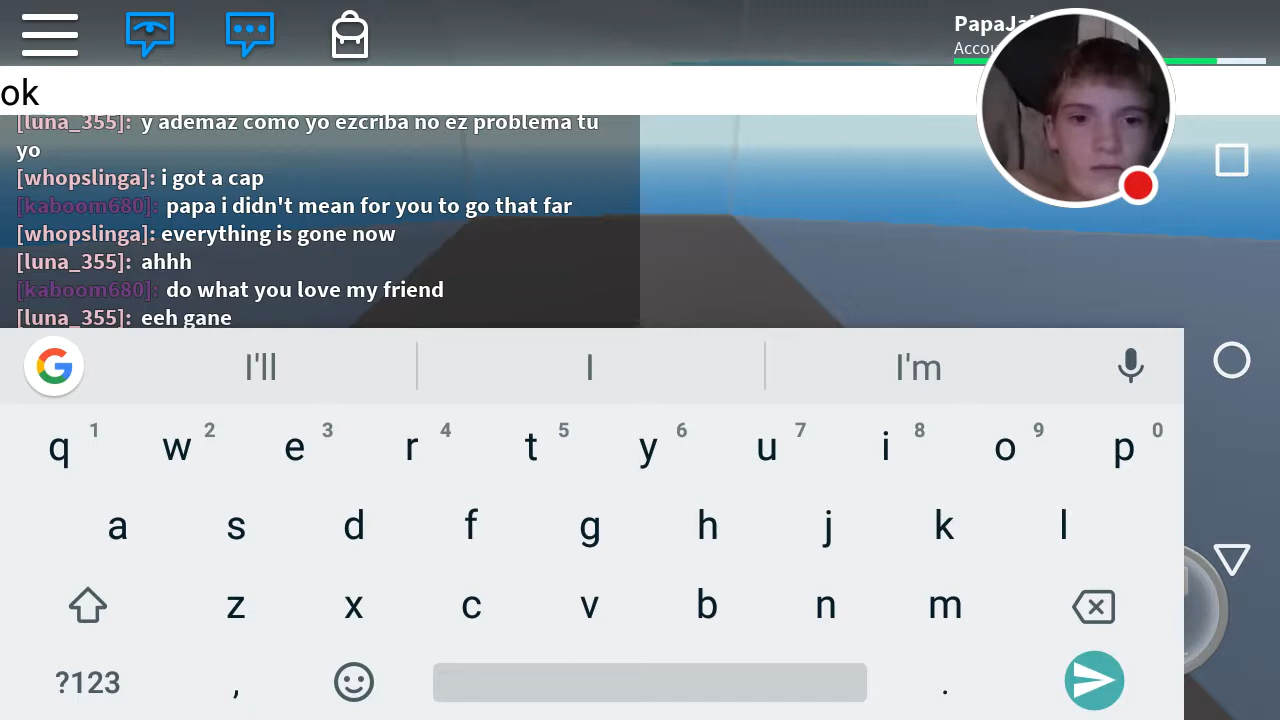 PapaJa
Accou
ok
[luna_355]: y ademaz como yo ezcriba no ez problema tu
yo
[whopslinga]: i got a cap
[kaboom680]: papa i didn't mean for you to go that far
[whopslinga]: everything is gone now
[luna_355]: ahhh
[kaboom680]: do what you love my friend
[luna_355]: eeh gane
I'll I I'm
q 1 w 2 e 3 r 4 t 5 y 6 u 7 i 8 o 9 p 0
a s d f g h j k l
z x c v b n m
?123 , .